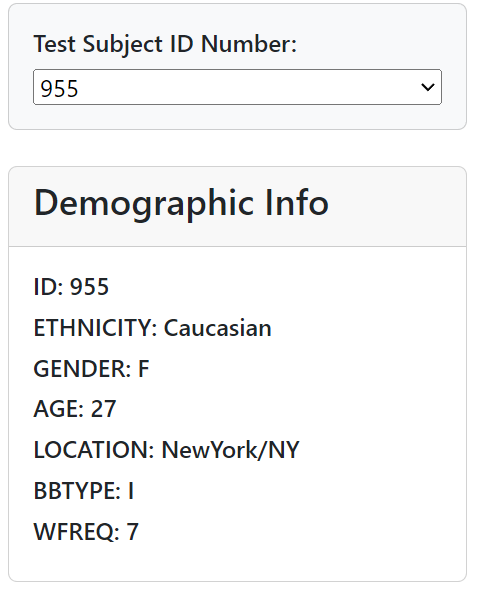 Test Subject ID Number:
955
Demographic Info
ID: 955
ETHNICITY: Caucasian
GENDER: F
AGE: 27
LOCATION: NewYork/NY
BBTYPE: I
WFREQ: 7